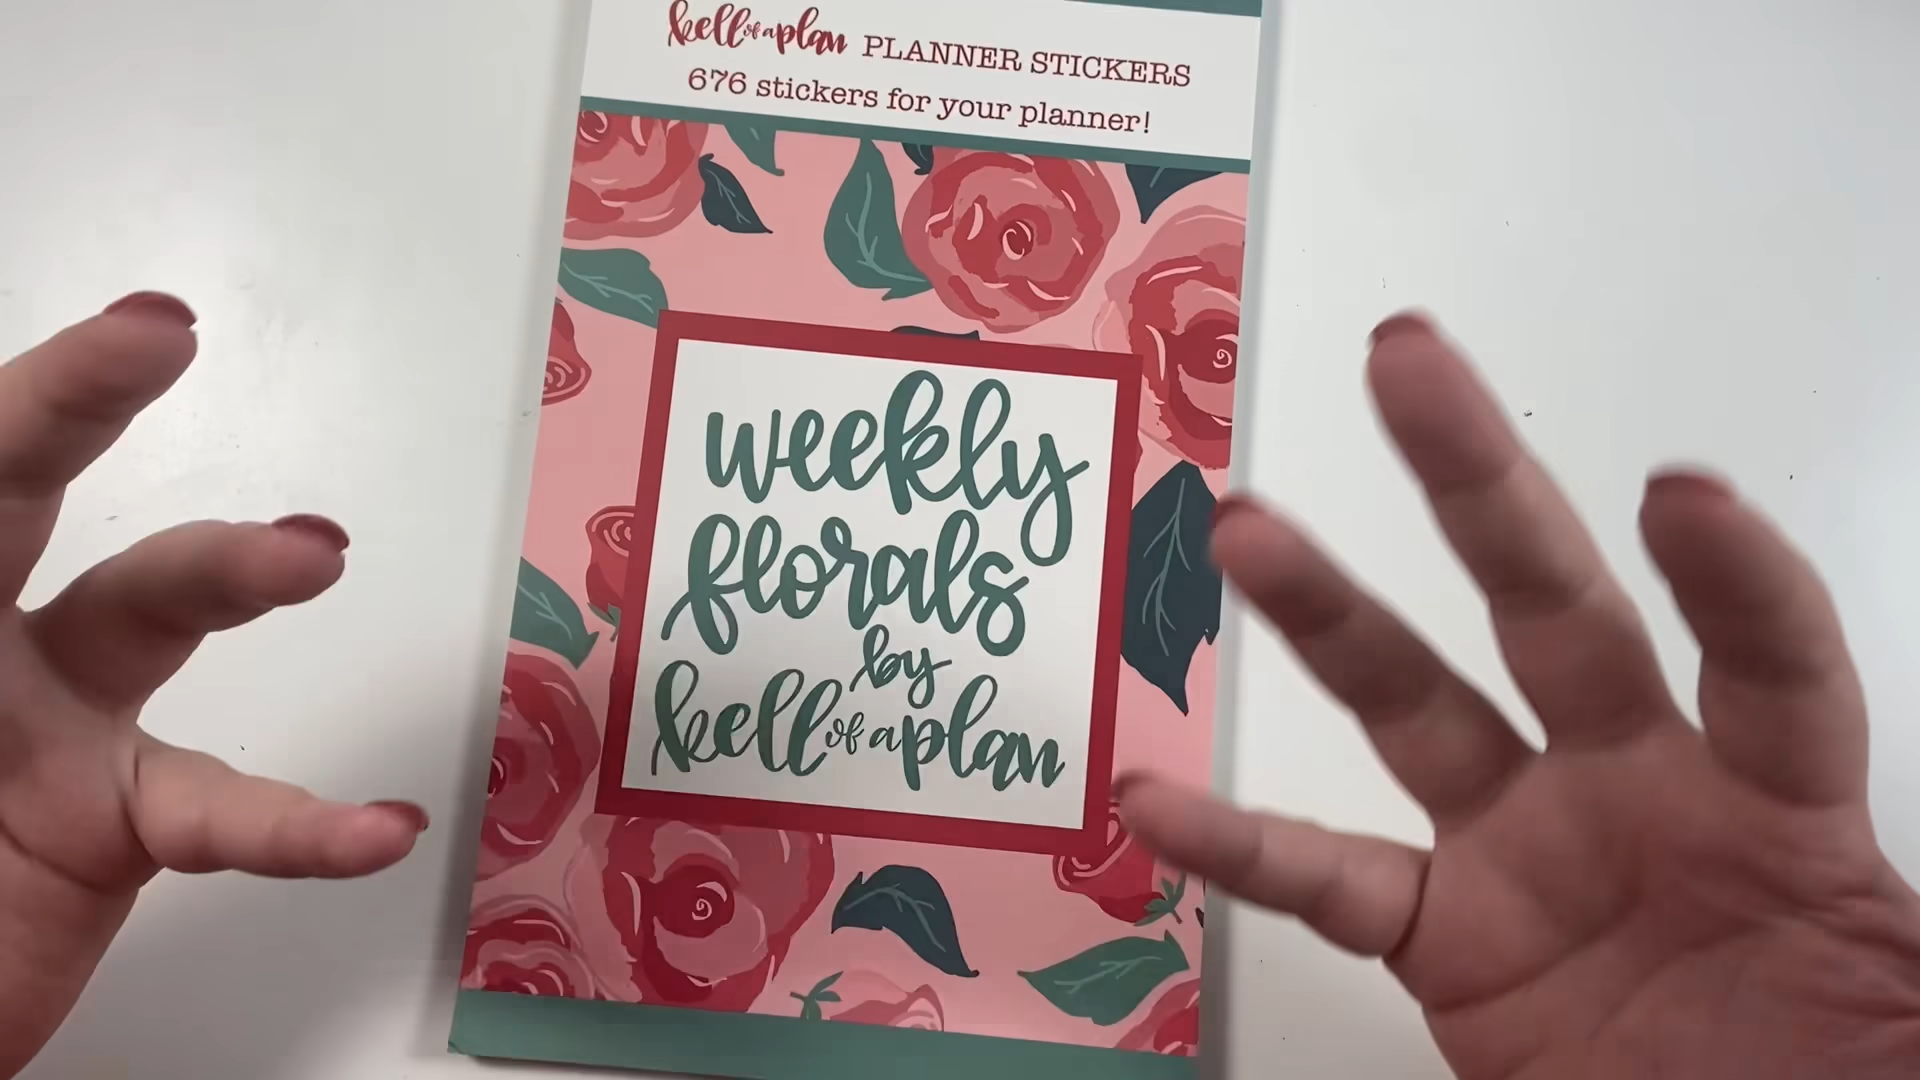 kell of a plan PLANNER STICKERS
676 stickers for your planner!
weekly
florals
by
kell of a plan